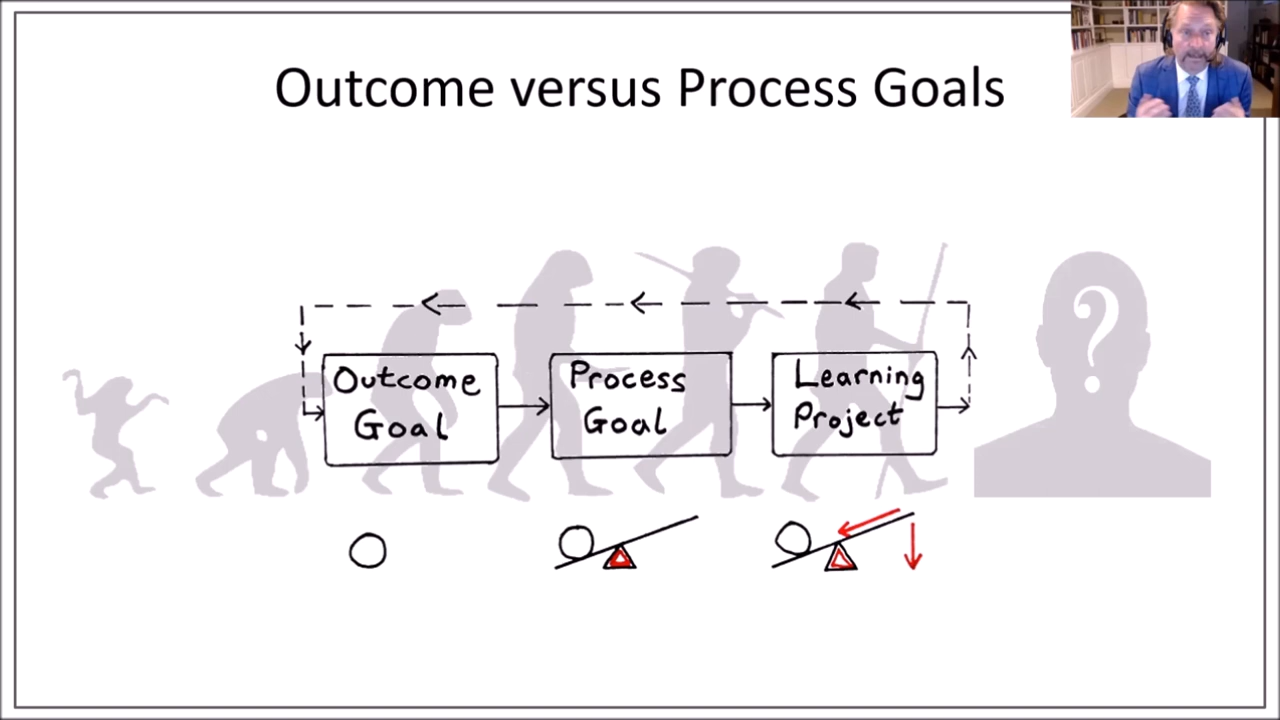 Outcome versus Process Goals
Outcome
Goal
Process
Goal
Learning
Project
?